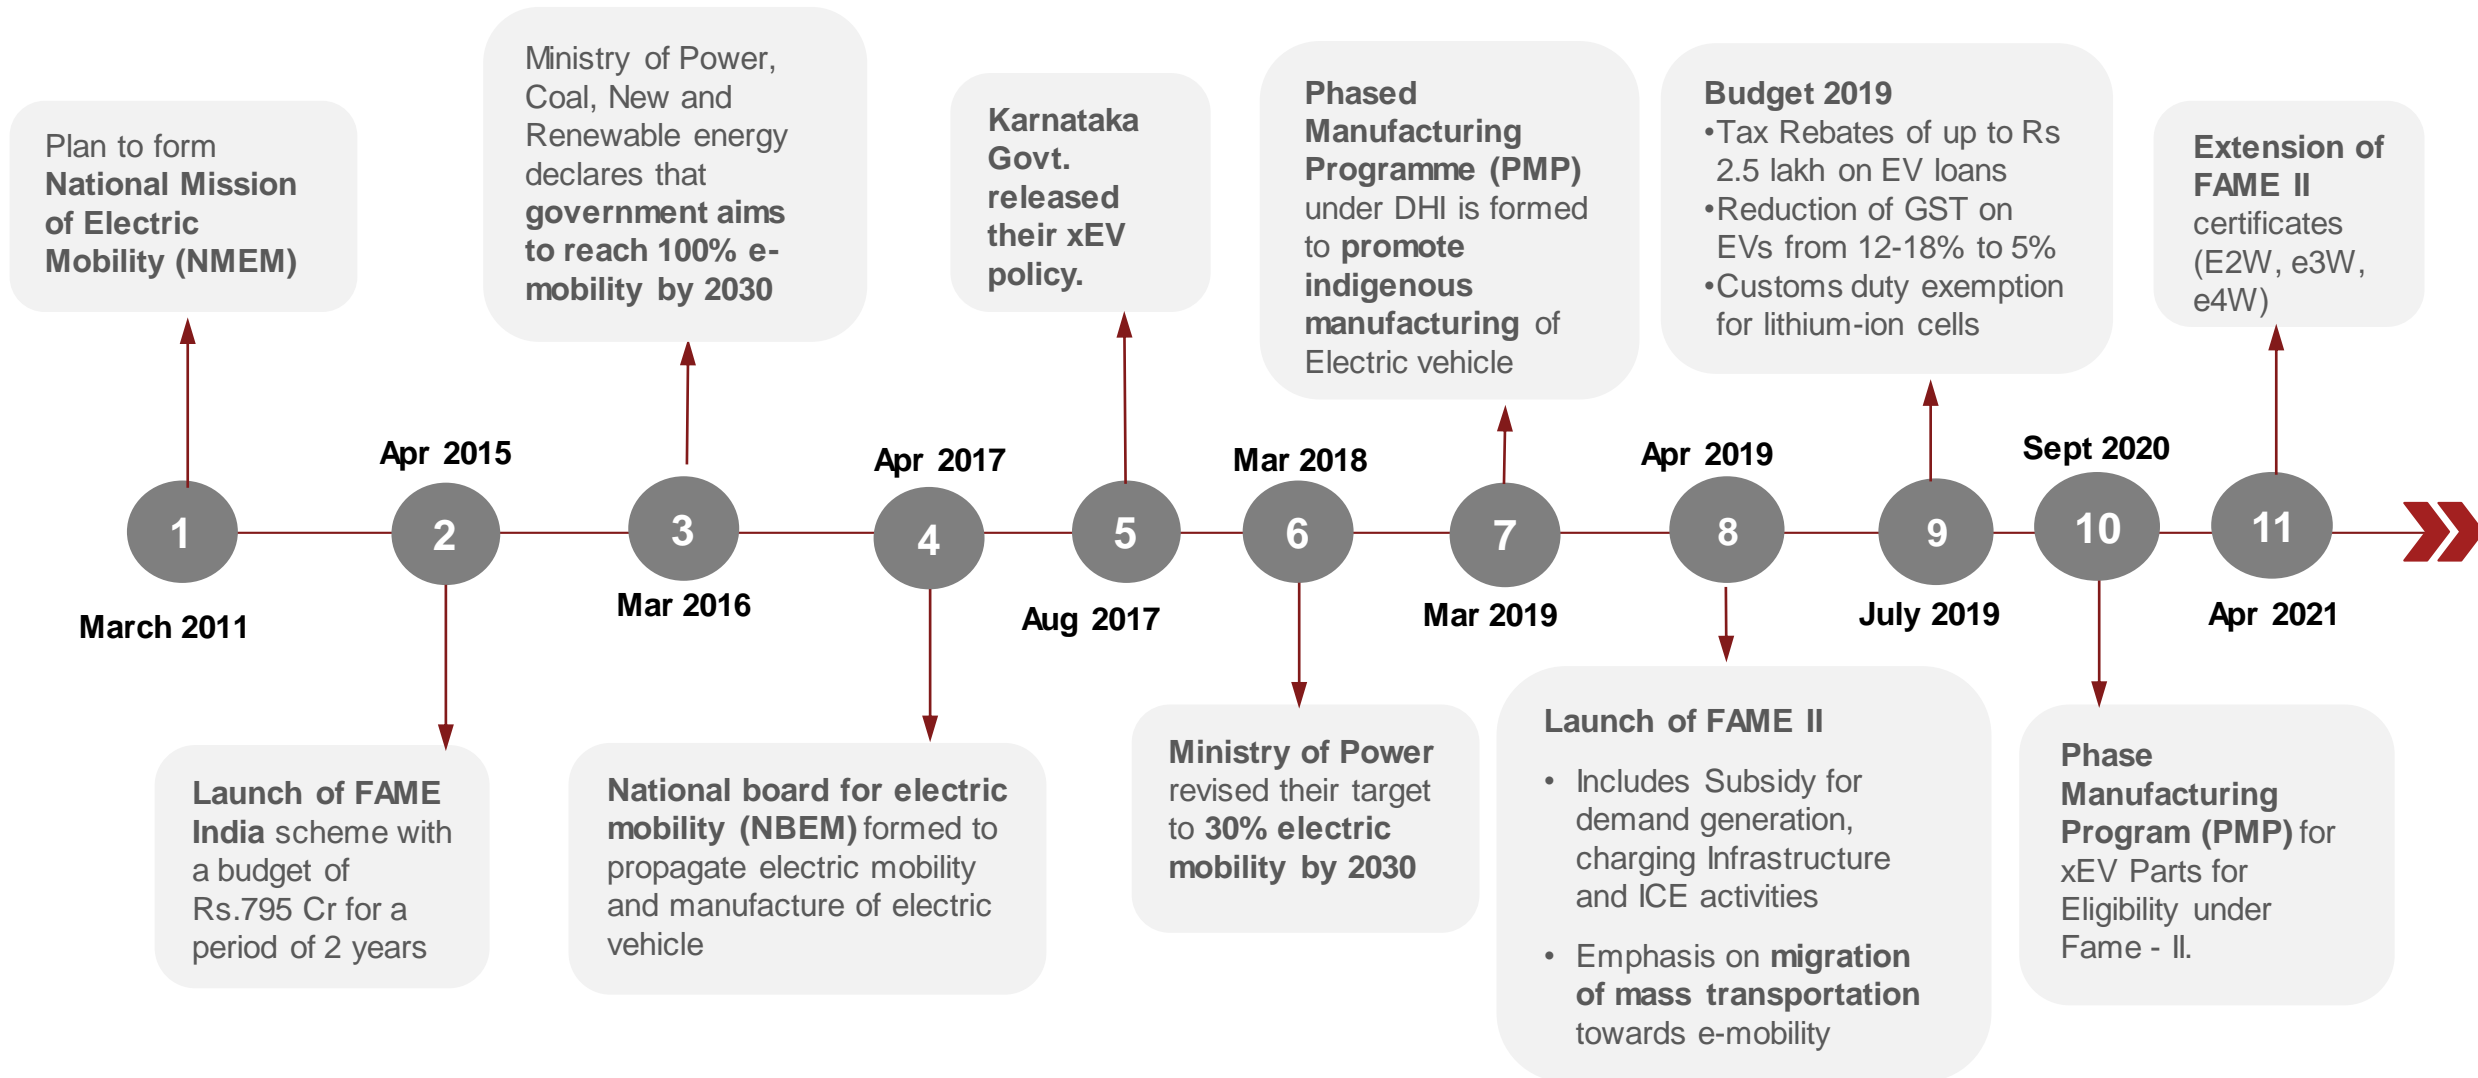 Plan to form
National Mission
of Electric
Mobility (NMEM)
1
March 2011
Apr 2015
2
Launch of FAME
India scheme with
a budget of
Rs.795 Cr for a
period of 2 years
Ministry of Power,
Coal, New and
Renewable energy
declares that
government aims
to reach 100% e-
mobility by 2030
3
Mar 2016
Apr 2017
4
National board for electric
mobility (NBEM) formed to
propagate electric mobility
and manufacture of electric
vehicle
Karnataka
Govt.
released
their xEV
policy.
5
Aug 2017
Mar 2018
6
Ministry of Power
revised their target
to 30% electric
mobility by 2030
Phased
Manufacturing
Programme (PMP)
under DHI is formed
to promote
indigenous
manufacturing of
Electric vehicle
7
Mar 2019
Apr 2019
8
Launch of FAME II
• Includes Subsidy for
demand generation,
charging Infrastructure
and ICE activities
• Emphasis on migration
of mass transportation
towards e-mobility
Budget 2019
•Tax Rebates of up to Rs
2.5 lakh on EV loans
•Reduction of GST on
EVs from 12-18% to 5%
•Customs duty exemption
for lithium-ion cells
9
July 2019
Sept 2020
10
Phase
Manufacturing
Program (PMP) for
xEV Parts for
Eligibility under
Fame - II.
Extension of
FAME II
certificates
(E2W, e3W,
e4W)
11
Apr 2021